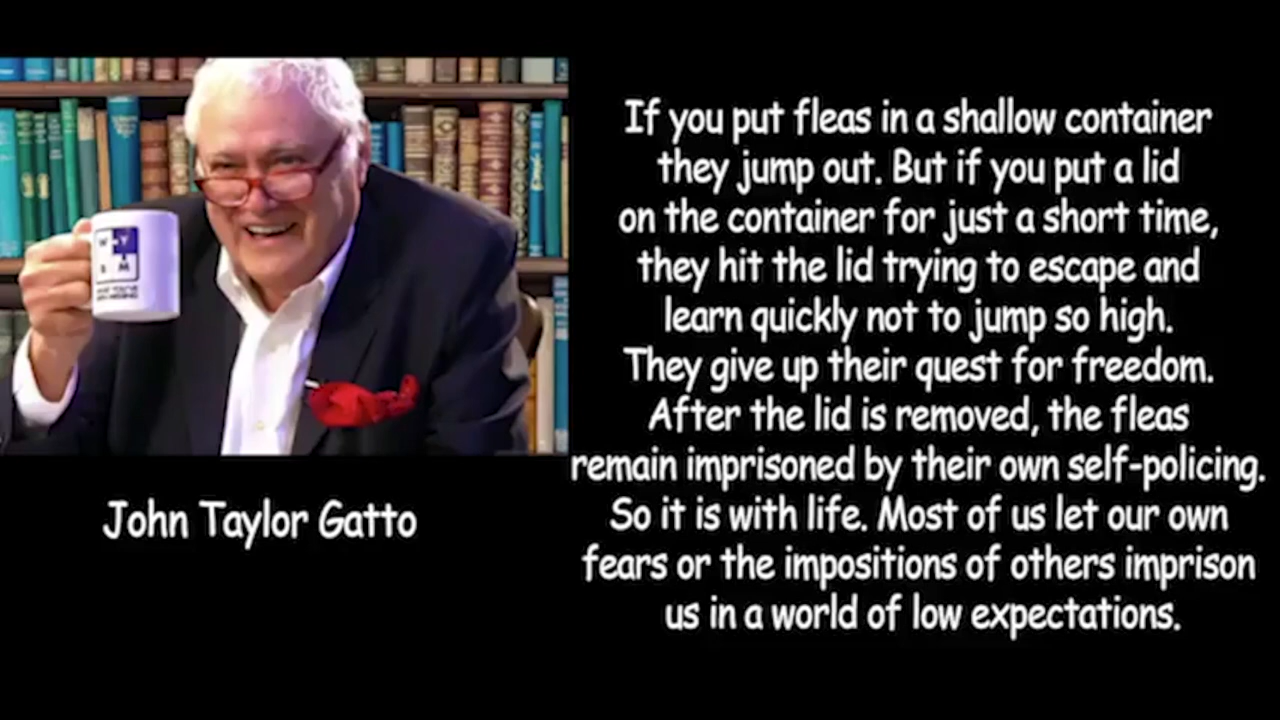 W Y
S M
If you put fleas in a shallow container
they jump out. But if you put a lid
on the container for just a short time,
they hit the lid trying to escape and
learn quickly not to jump so high.
They give up their quest for freedom.
After the lid is removed, the fleas
remain imprisoned by their own self-policing.
So it is with life. Most of us let our own
fears or the impositions of others imprison
us in a world of low expectations.
John Taylor Gatto